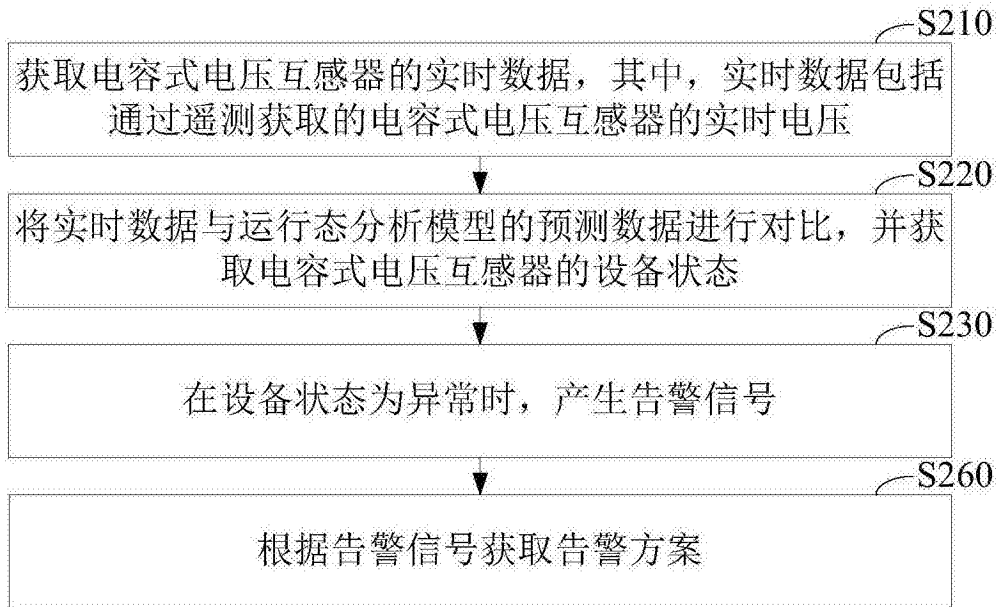 S210
获取电容式电压互感器的实时数据，其中，实时数据包括
通过遥测获取的电容式电压互感器的实时电压
S220
将实时数据与运行态分析模型的预测数据进行对比，并获
取电容式电压互感器的设备状态
S230
在设备状态为异常时，产生告警信号
S260
根据告警信号获取告警方案